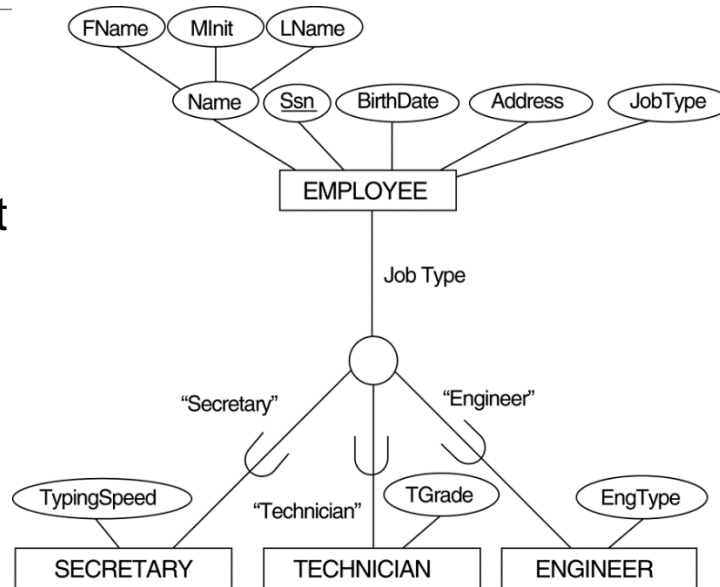 FName MInit LName
Name Ssn BirthDate Address JobType
EMPLOYEE
t
Job Type
“Secretary” “Engineer”
TypingSpeed “Technician” TGrade EngType
SECRETARY TECHNICIAN ENGINEER